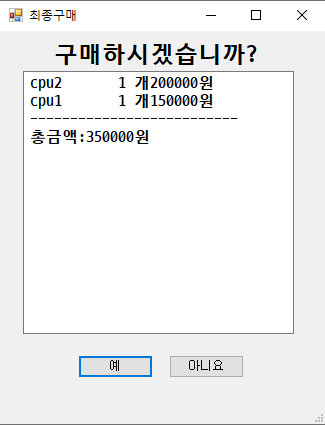 최종구매
구매하시겠습니까?
cpu2 1 개200000원
cpu1 1 개150000원
--------------------------
총금액:350000원
예 아니요